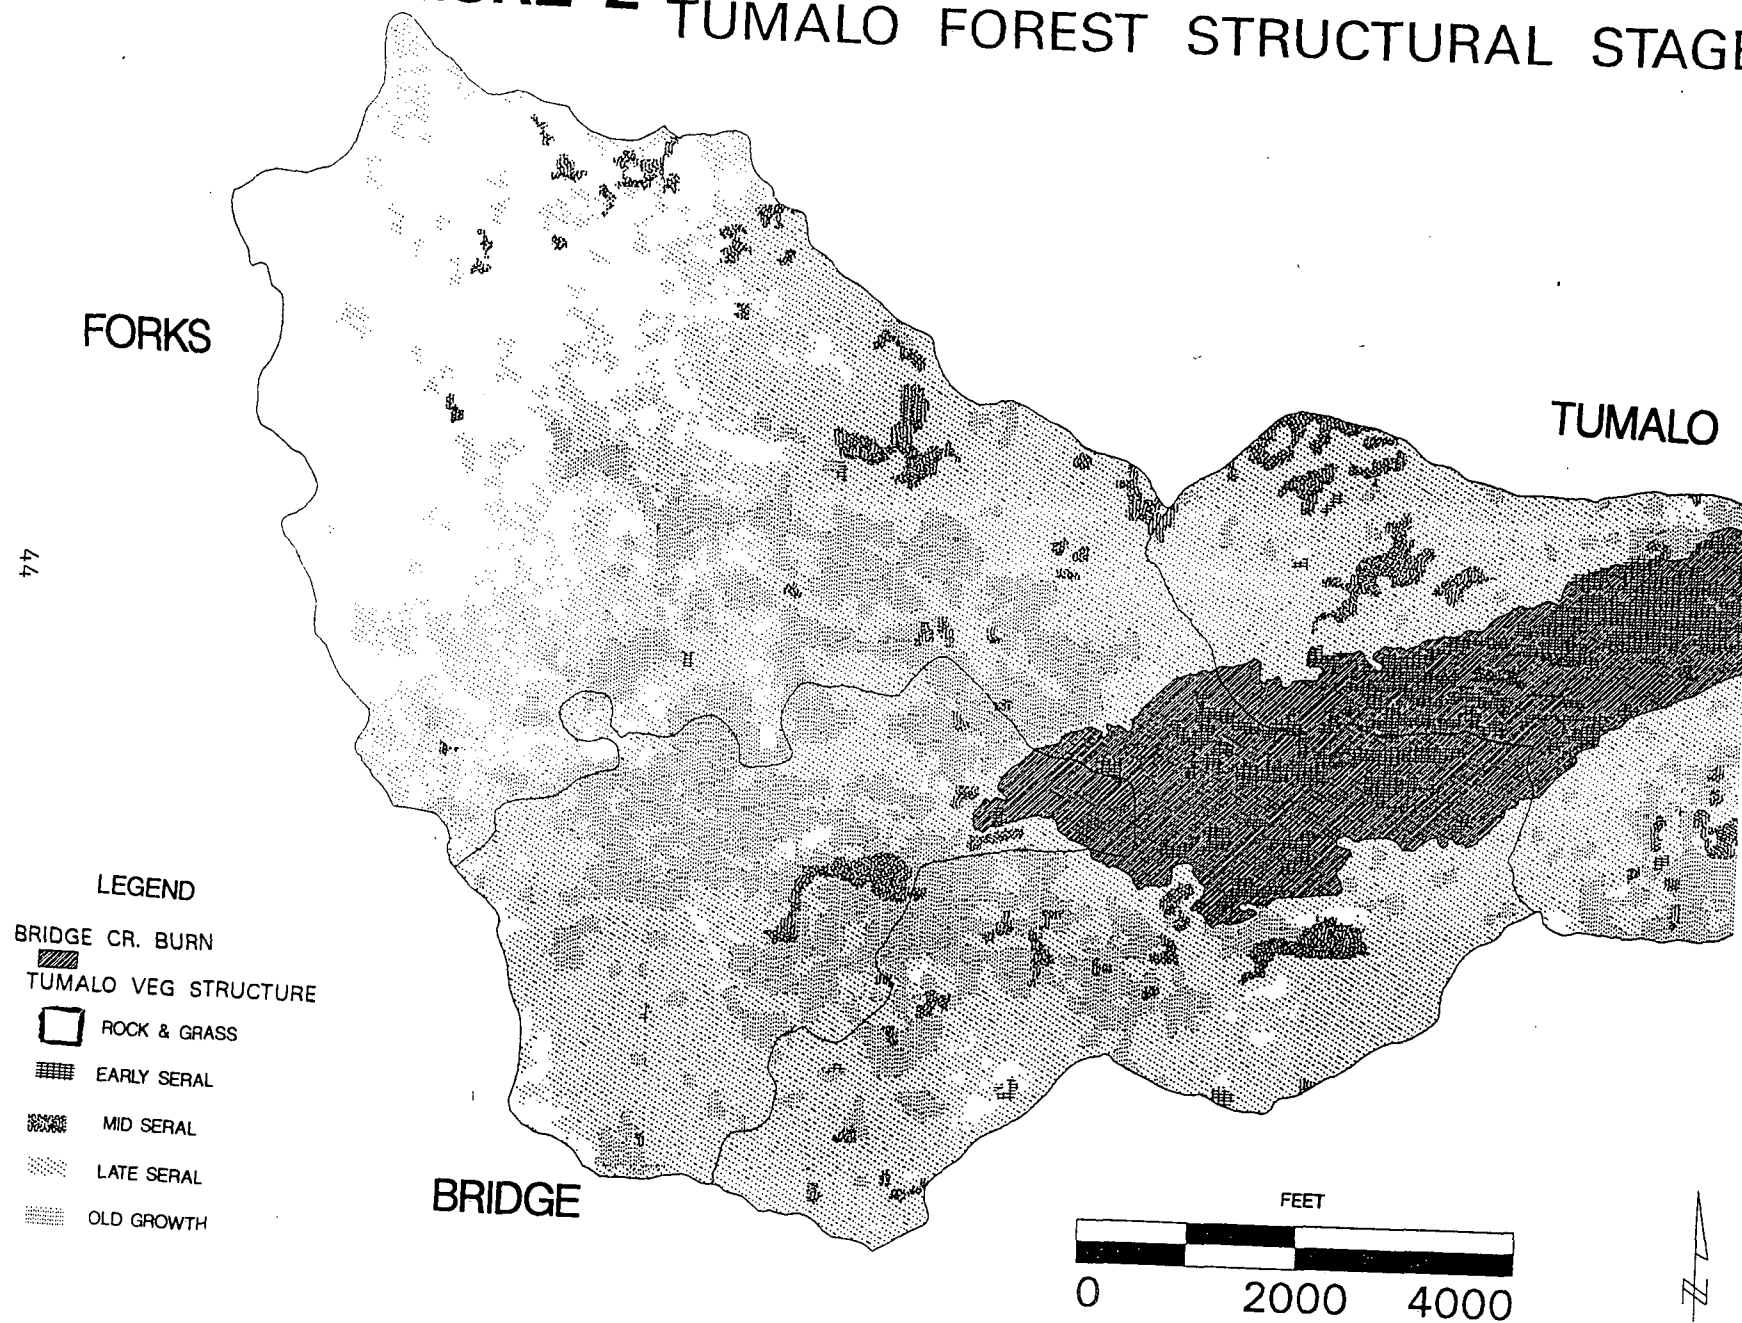 TUMALO FOREST STRUCTURAL
FORKS
TUMALO
44
LEGEND
BRIDGE CR. BURN
TUMALO VEG STRUCTURE
ROCK & GRASS
EARLY SERAL
MID SERAL
LATE SERAL
OLD GROWTH
BRIDGE
FEET
0 2000 4000
N